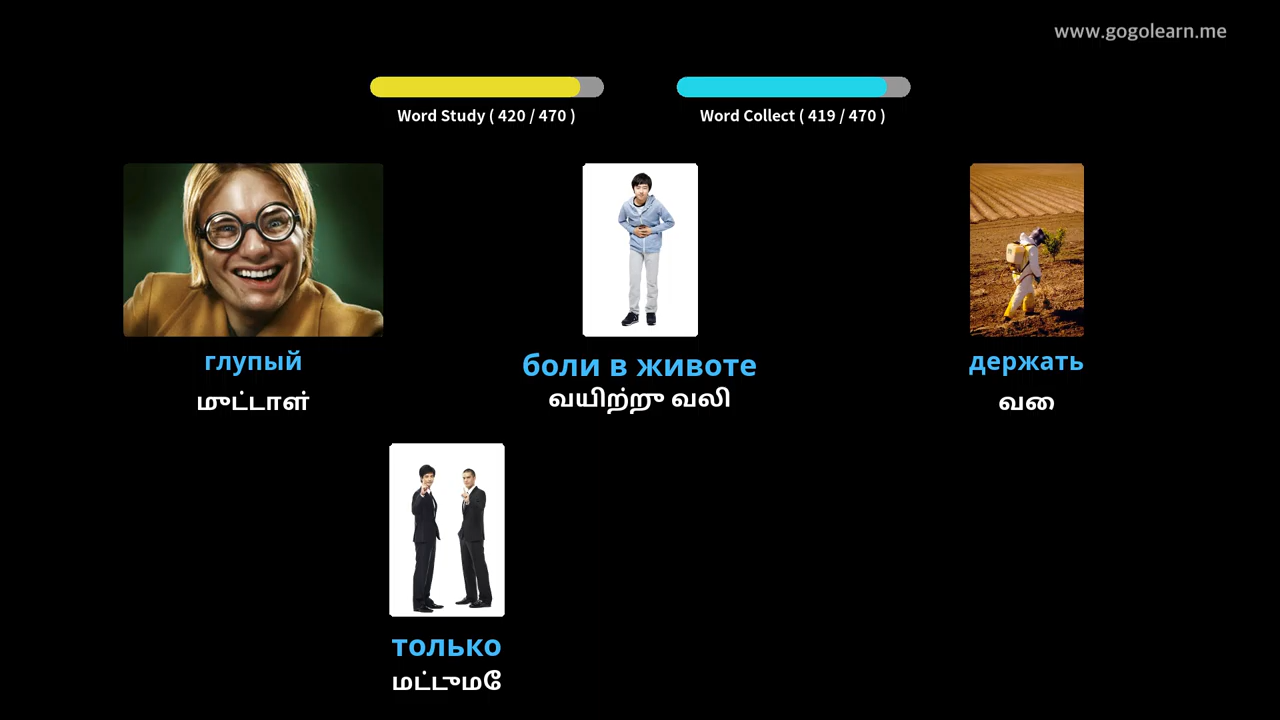 www.gogolearn.me
Word Study ( 420 / 470 )
Word Collect ( 419 / 470 )
глупый
முட்டாள்
боли в животе
வயிற்று வலி
держать
வகை
только
மட்டுமே